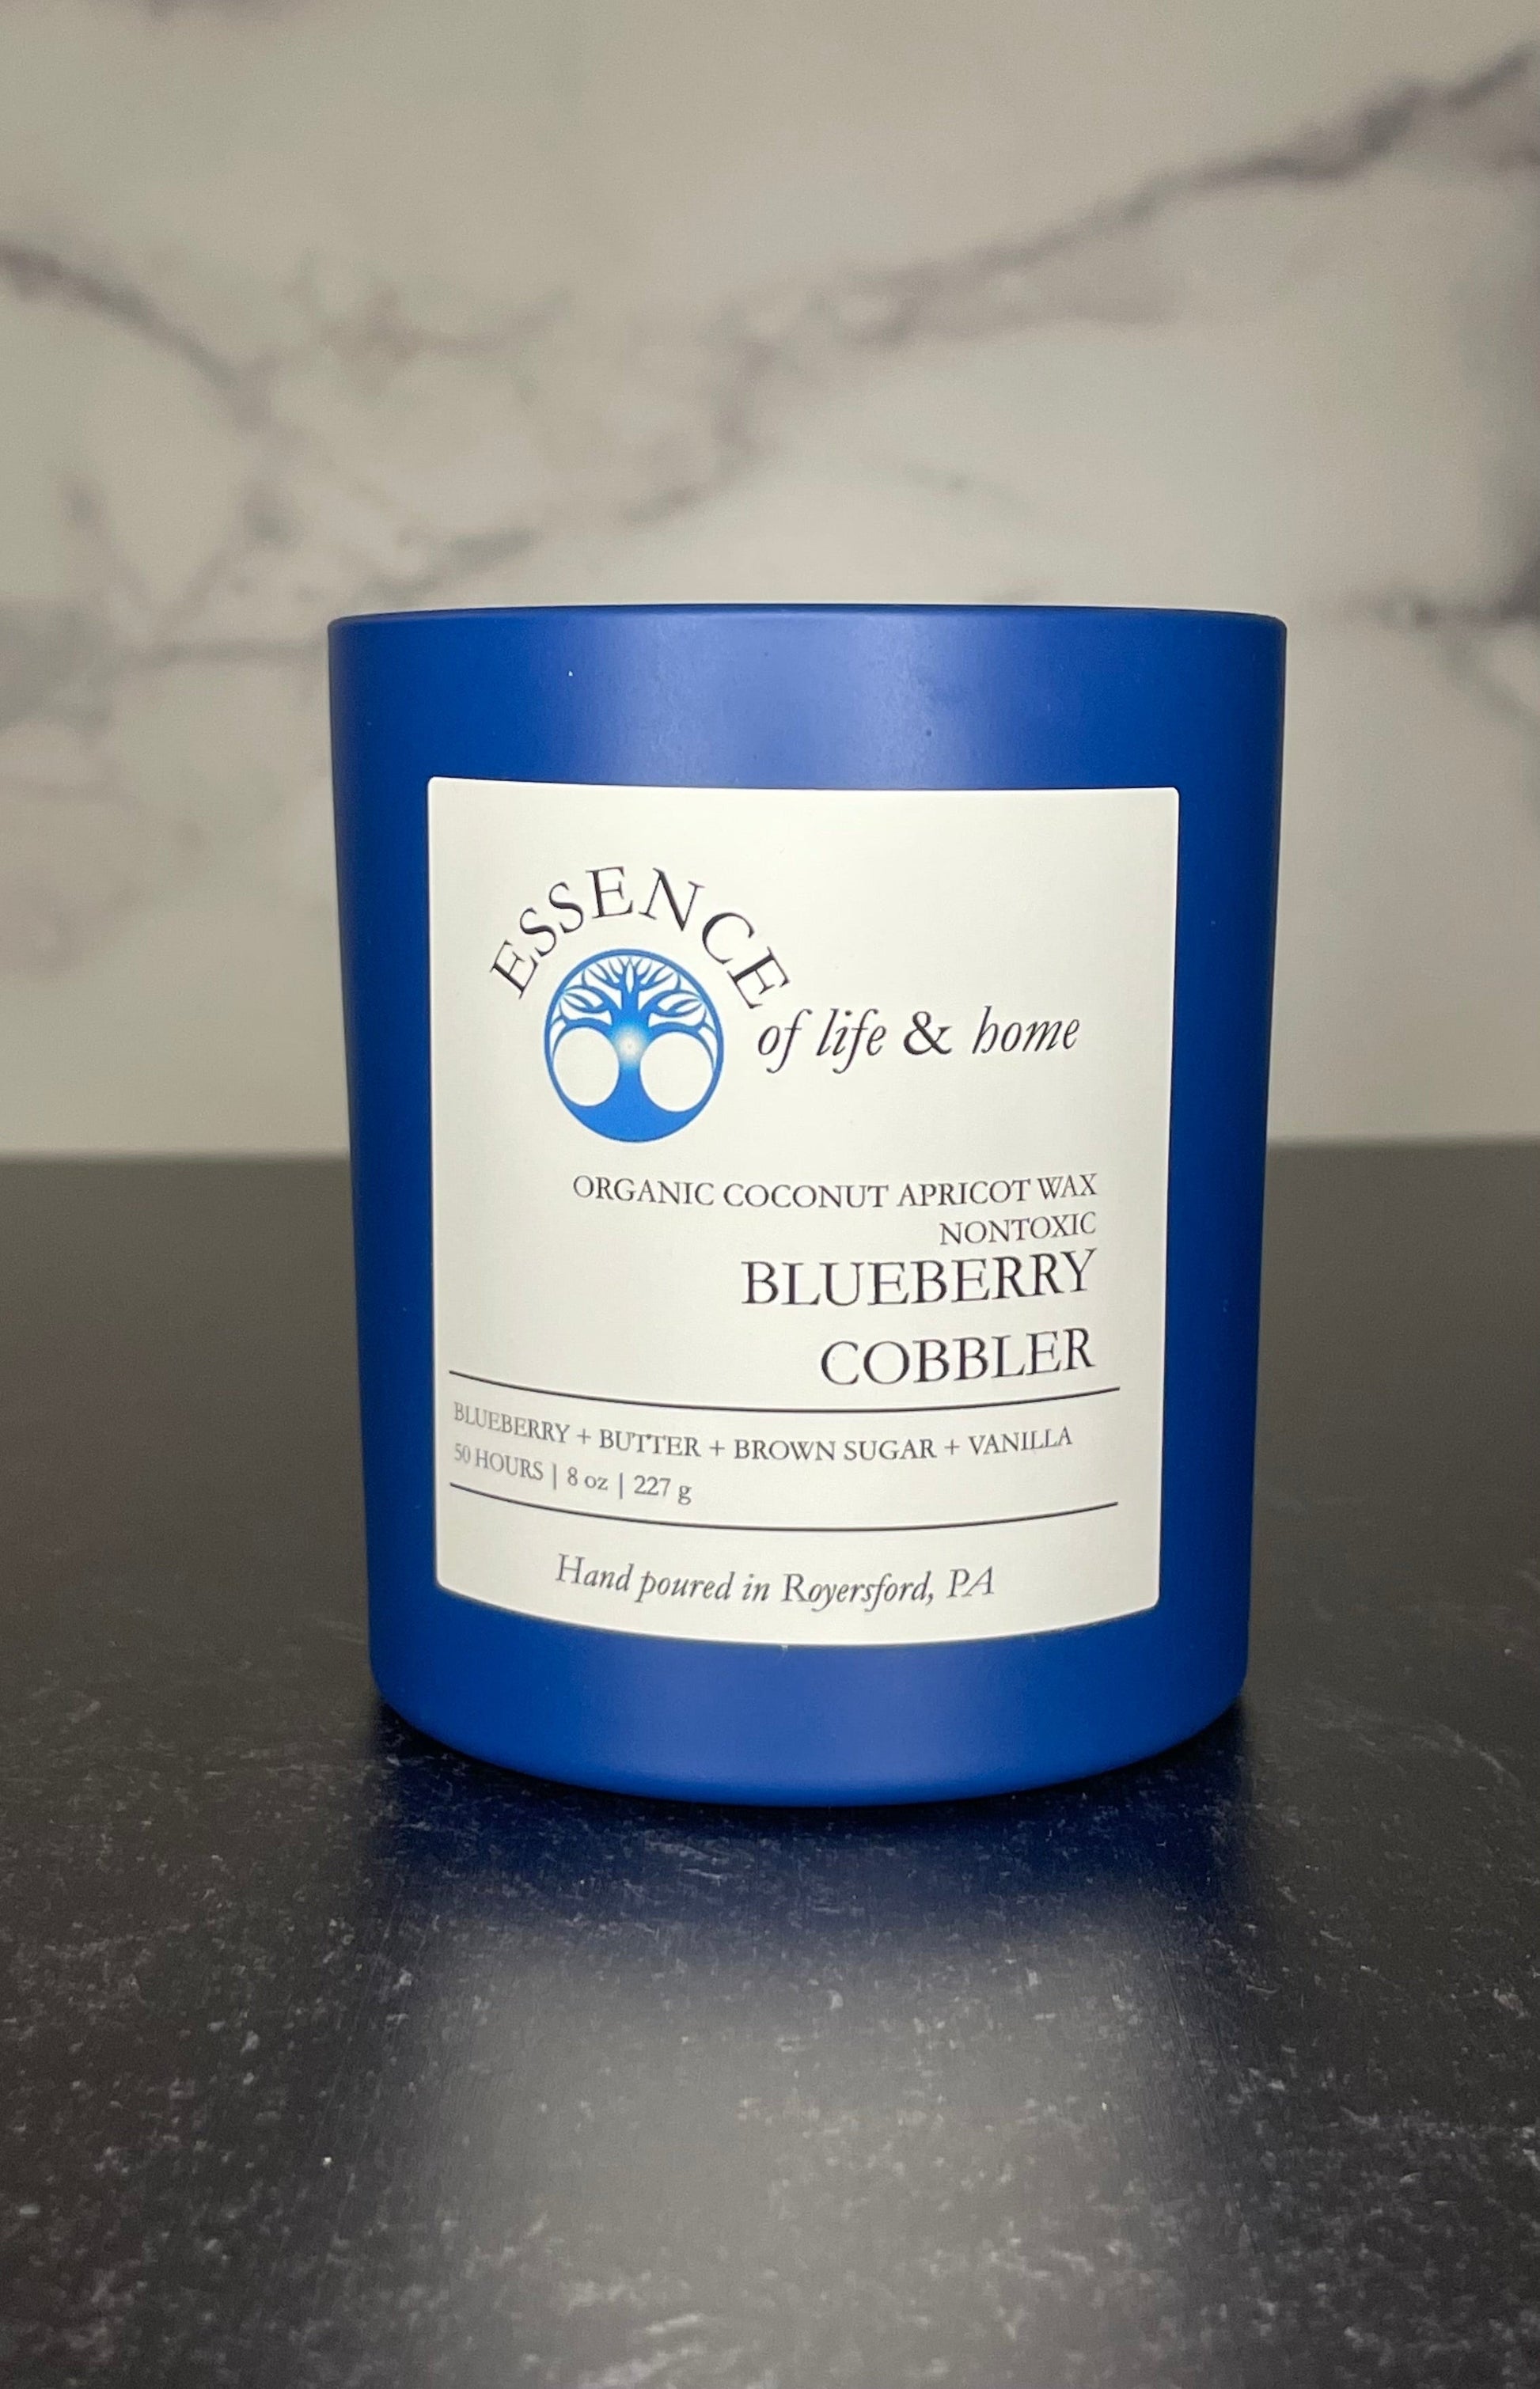 ESSENCE
of life & home
ORGANIC COCONUT APRICOT WAX
NONTOXIC
BLUEBERRY
COBBLER
BLUEBERRY + BUTTER + BROWN SUGAR + VANILLA
50 HOURS | 8 oz | 227 g
Hand poured in Royersford, PA